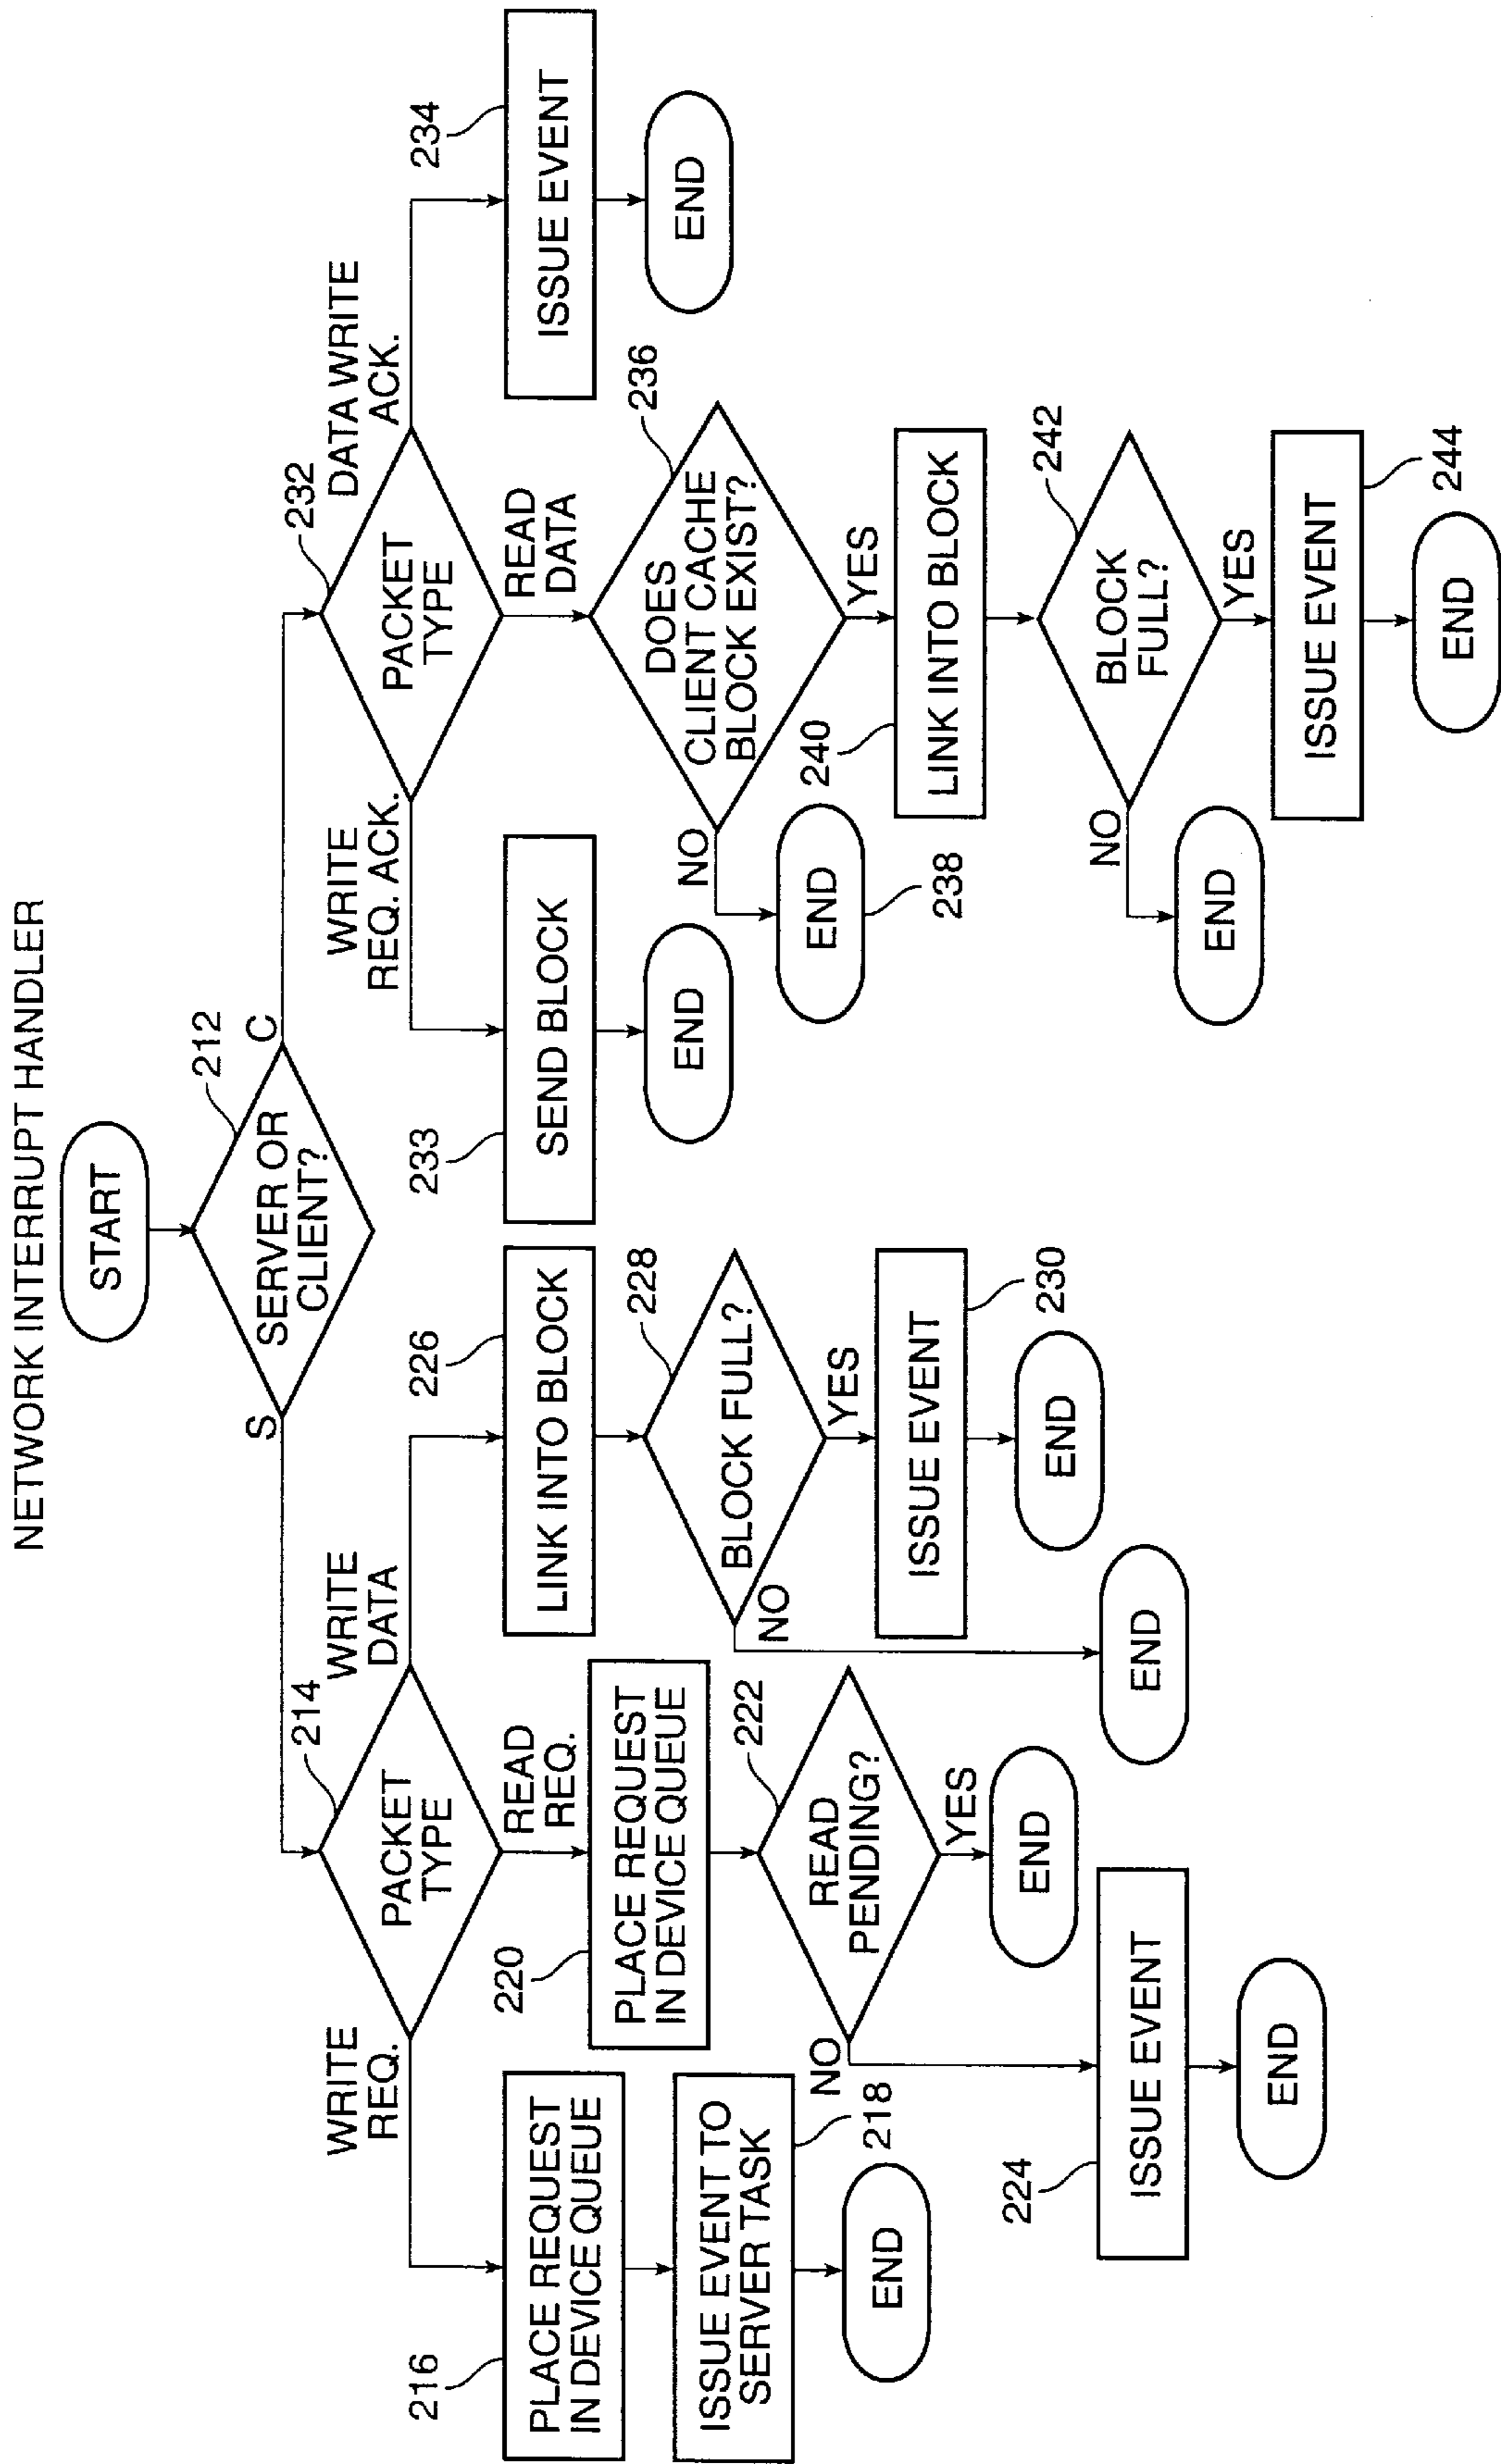 NETWORK INTERRUPT HANDLER
START
212
SERVER OR
CLIENT?
S
C
214
PACKET
TYPE
WRITE
REQ.
READ
REQ.
WRITE
DATA
216
PLACE REQUEST
IN DEVICE QUEUE
ISSUE EVENT TO
SERVER TASK
218
END
220
PLACE REQUEST
IN DEVICE QUEUE
222
READ
PENDING?
NO
YES
END
224
ISSUE EVENT
END
226
LINK INTO BLOCK
228
BLOCK FULL?
NO
YES
ISSUE EVENT
230
END
END
232
PACKET
TYPE
WRITE
REQ. ACK.
READ
DATA
DATA WRITE
ACK.
233
SEND BLOCK
END
234
ISSUE EVENT
END
236
DOES
CLIENT CACHE
BLOCK EXIST?
NO
YES
END
238
240
LINK INTO BLOCK
242
BLOCK
FULL?
NO
YES
END
ISSUE EVENT
244
END